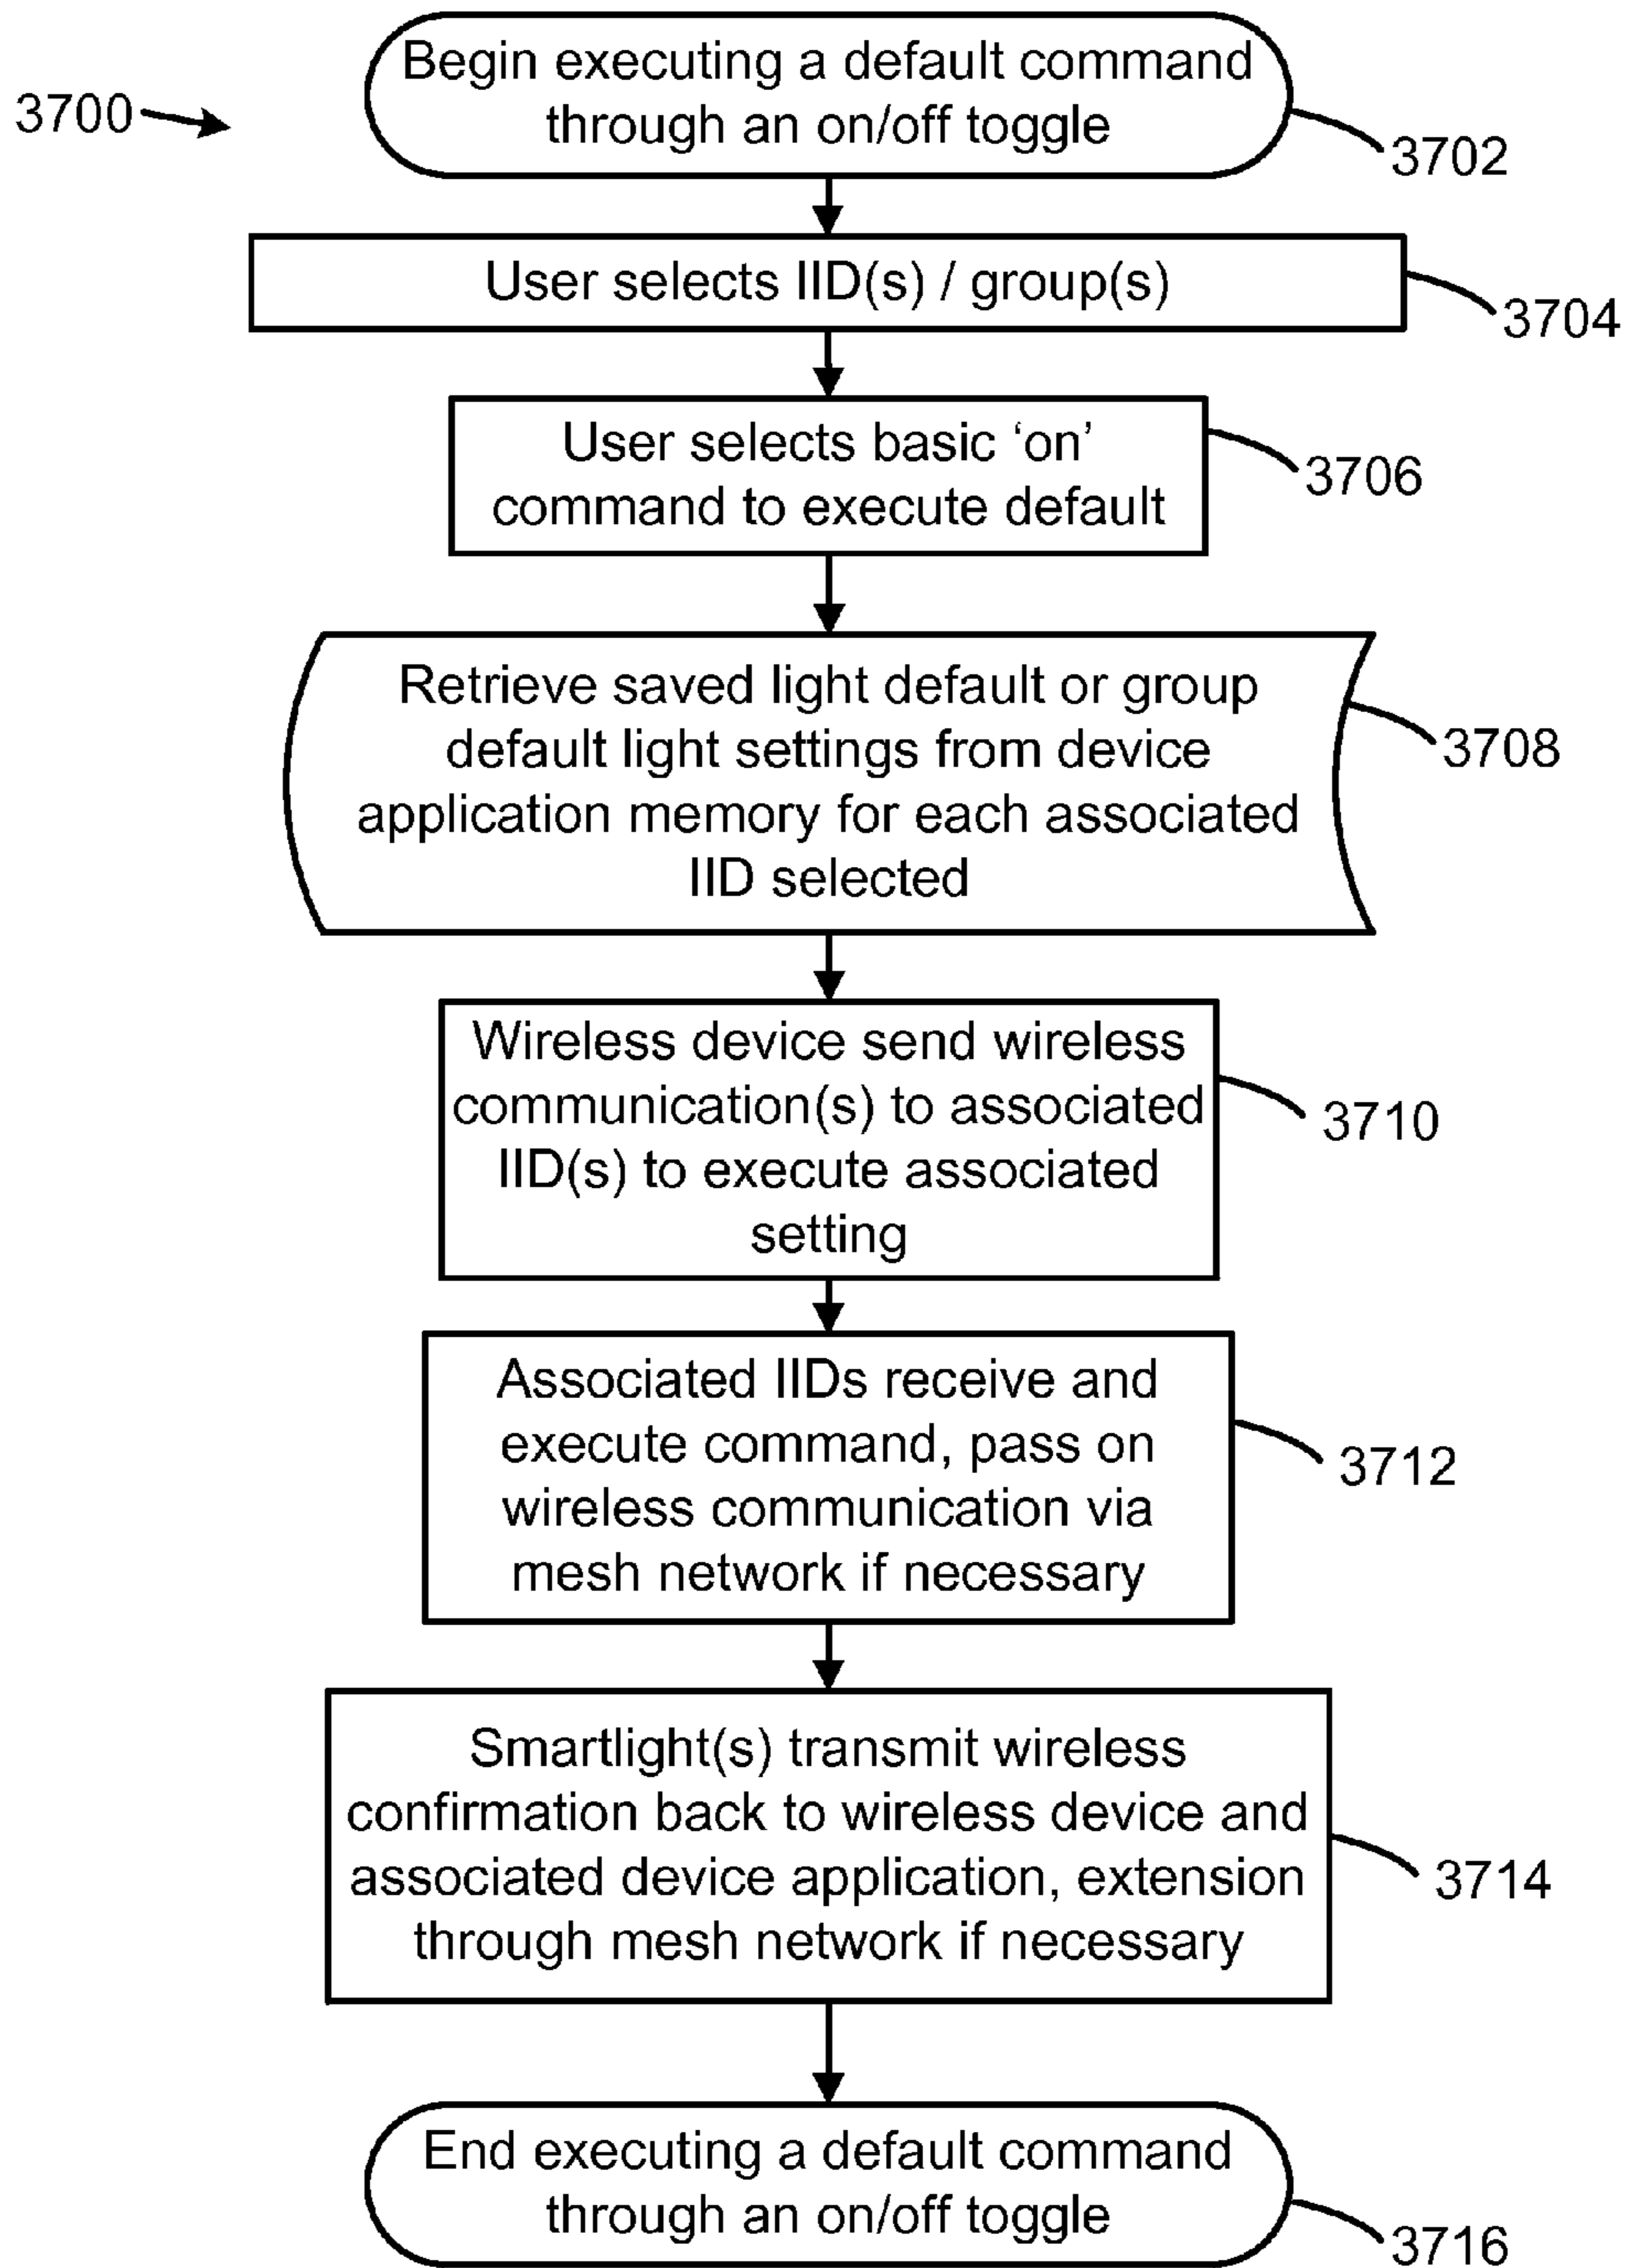 Begin executing a default command
through an on/off toggle
3700
3702
User selects IID(s) / group(s)
3704
User selects basic ‘on’
command to execute default
3706
Retrieve saved light default or group
default light settings from device
application memory for each associated
IID selected
3708
Wireless device send wireless
communication(s) to associated
IID(s) to execute associated
setting
3710
Associated IIDs receive and
execute command, pass on
wireless communication via
mesh network if necessary
3712
Smartlight(s) transmit wireless
confirmation back to wireless device and
associated device application, extension
through mesh network if necessary
3714
End executing a default command
through an on/off toggle
3716